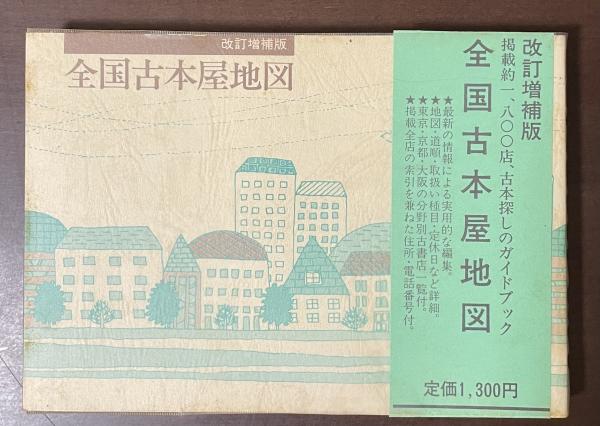 改訂増補版
全国古本屋地図
改訂増補版
掲載約一、八〇〇店、古本探しのガイドブック
全国古本屋地図
★最新の情報による実用的な編集。
★地図・道順・取扱い種目・定休日など詳細。
★東京・京都・大阪の分野別古書店一覧付。
★掲載全店の索引を兼ねた住所・電話番号付。
定価1,300円